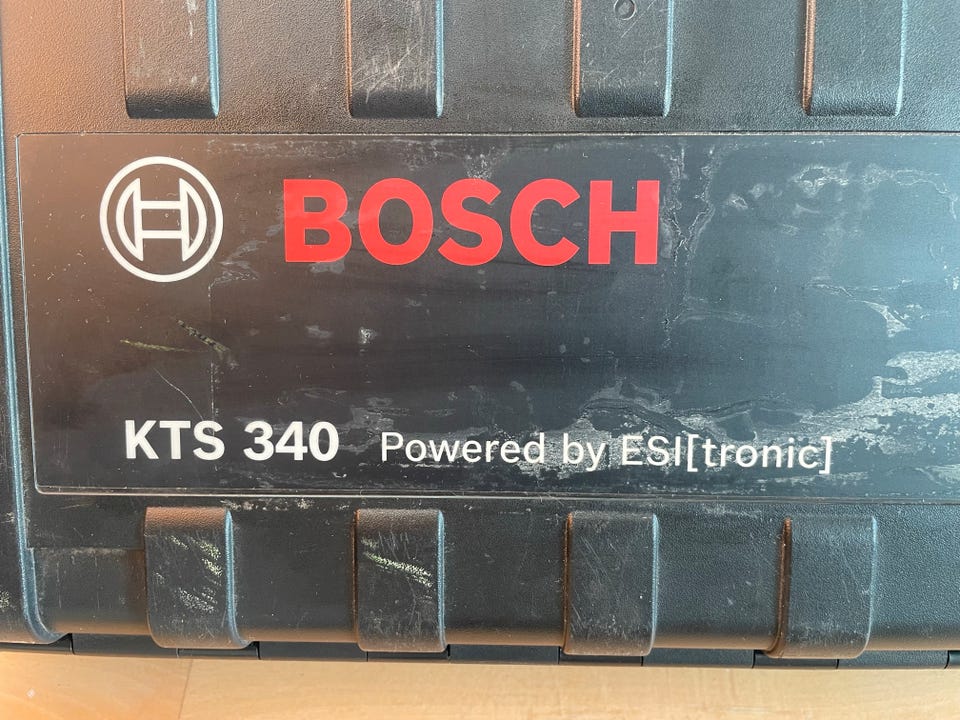 BOSCH
KTS 340 Powered by ESI[tronic]